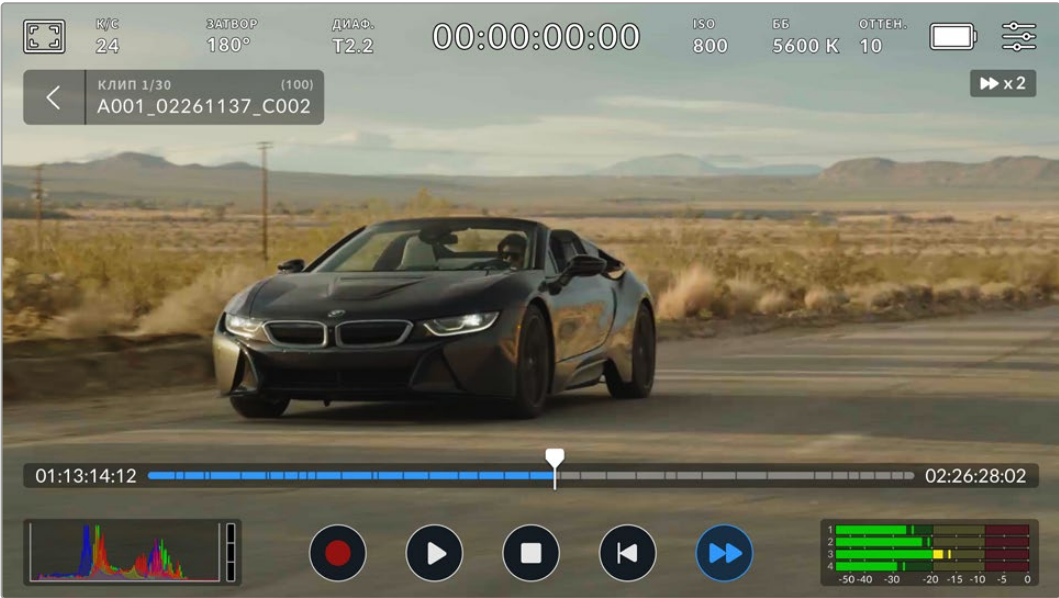 К/С ЗАТВОР ДИАФ. ISO ББ ОТТЕН.
24 180° T2.2 00:00:00:00 800 5600 K 10
КЛИП 1/30 (100)
A001_02261137_C002
x 2
01:13:14:12 02:26:28:02
1
2
3
4
-50 -40 -30 -20 -15 -10 -5 0